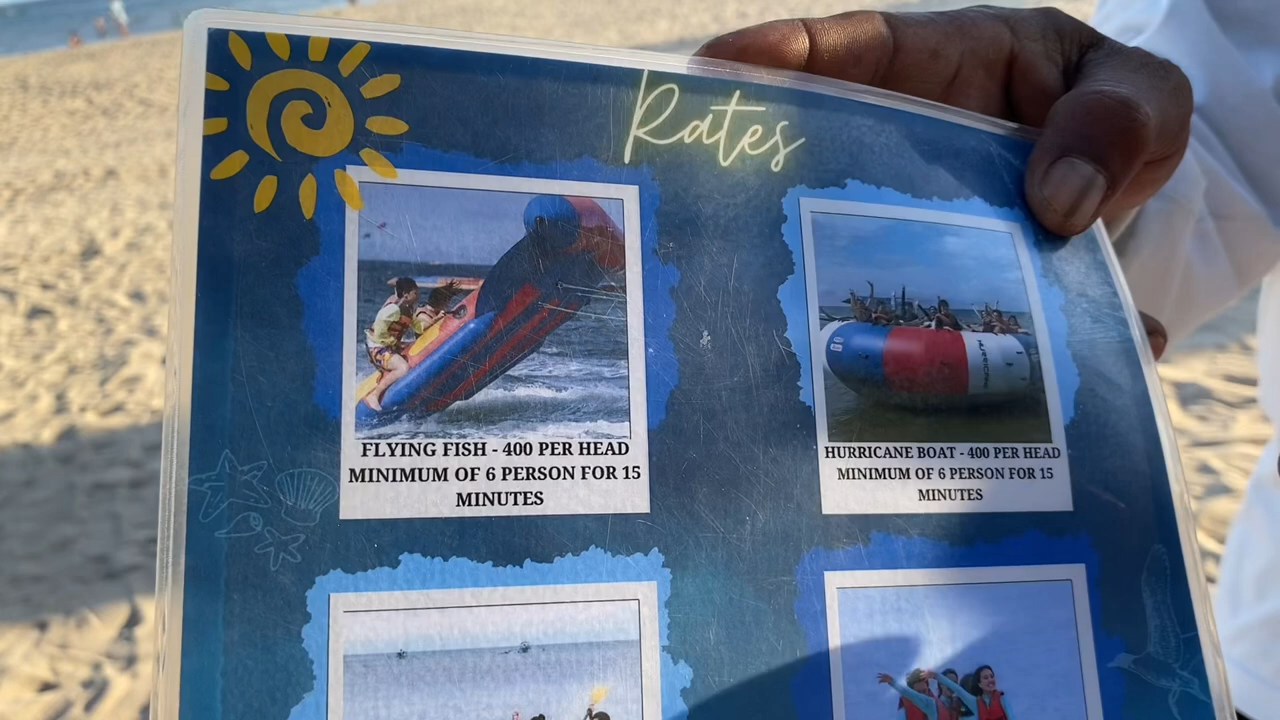 Rates
FLYING FISH - 400 PER HEAD
MINIMUM OF 6 PERSON FOR 15
MINUTES
HURRICANE BOAT - 400 PER HEAD
MINIMUM OF 6 PERSON FOR 15
MINUTES